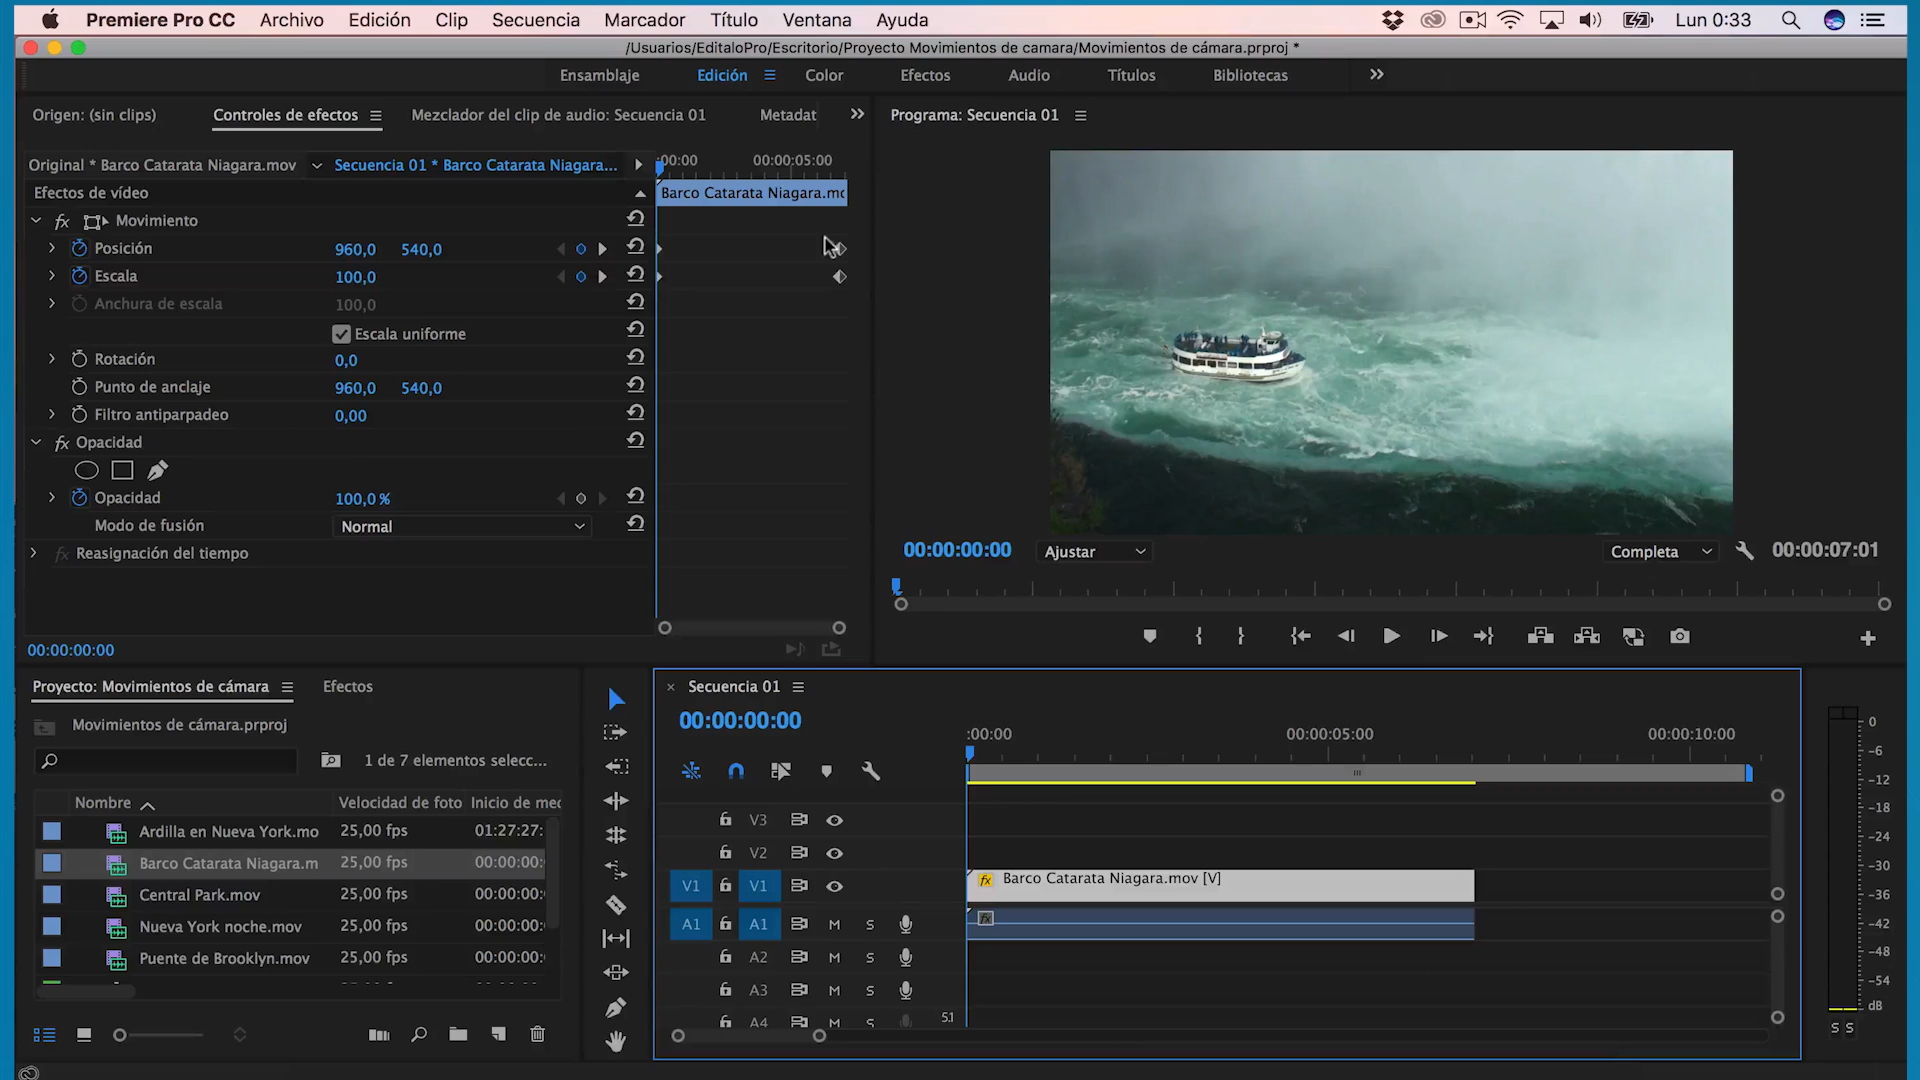 Premiere Pro CC Archivo Edición Clip Secuencia Marcador Título Ventana Ayuda Lun 0:33
/Usuarios/EditaloPro/Escritorio/Proyecto Movimientos de camara/Movimientos de cámara.prproj *
Ensamblaje Edición Color Efectos Audio Títulos Bibliotecas
Origen: (sin clips) Controles de efectos Mezclador del clip de audio: Secuencia 01 Metadat
Programa: Secuencia 01
Original * Barco Catarata Niagara.mov Secuencia 01 * Barco Catarata Niagara... :00:00 00:00:05:00
Efectos de vídeo Barco Catarata Niagara.mo
fx Movimiento
Posición 960,0 540,0
Escala 100,0
Anchura de escala 100,0
Escala uniforme
Rotación 0,0
Punto de anclaje 960,0 540,0
Filtro antiparpadeo 0,00
fx Opacidad
Opacidad 100,0 %
Modo de fusión Normal
fx Reasignación del tiempo
00:00:00:00
00:00:00:00 Ajustar Completa 00:00:07:01
Proyecto: Movimientos de cámara Efectos
Movimientos de cámara.prproj
1 de 7 elementos selecc...
Nombre Velocidad de foto Inicio de med
Ardilla en Nueva York.mo 25,00 fps 01:27:27:
Barco Catarata Niagara.m 25,00 fps 00:00:00:
Central Park.mov 25,00 fps 00:00:00:
Nueva York noche.mov 25,00 fps 00:00:00:
Puente de Brooklyn.mov 25,00 fps 00:00:00:
Secuencia 01
00:00:00:00
:00:00 00:00:05:00 00:00:10:00
V3
V2
V1 V1 fx Barco Catarata Niagara.mov [V]
A1 A1 M S fx
A2 M S
A3 M S
A4 M S 5.1
0
-6
-12
-18
-24
-30
-36
-42
-48
-54
dB
S S